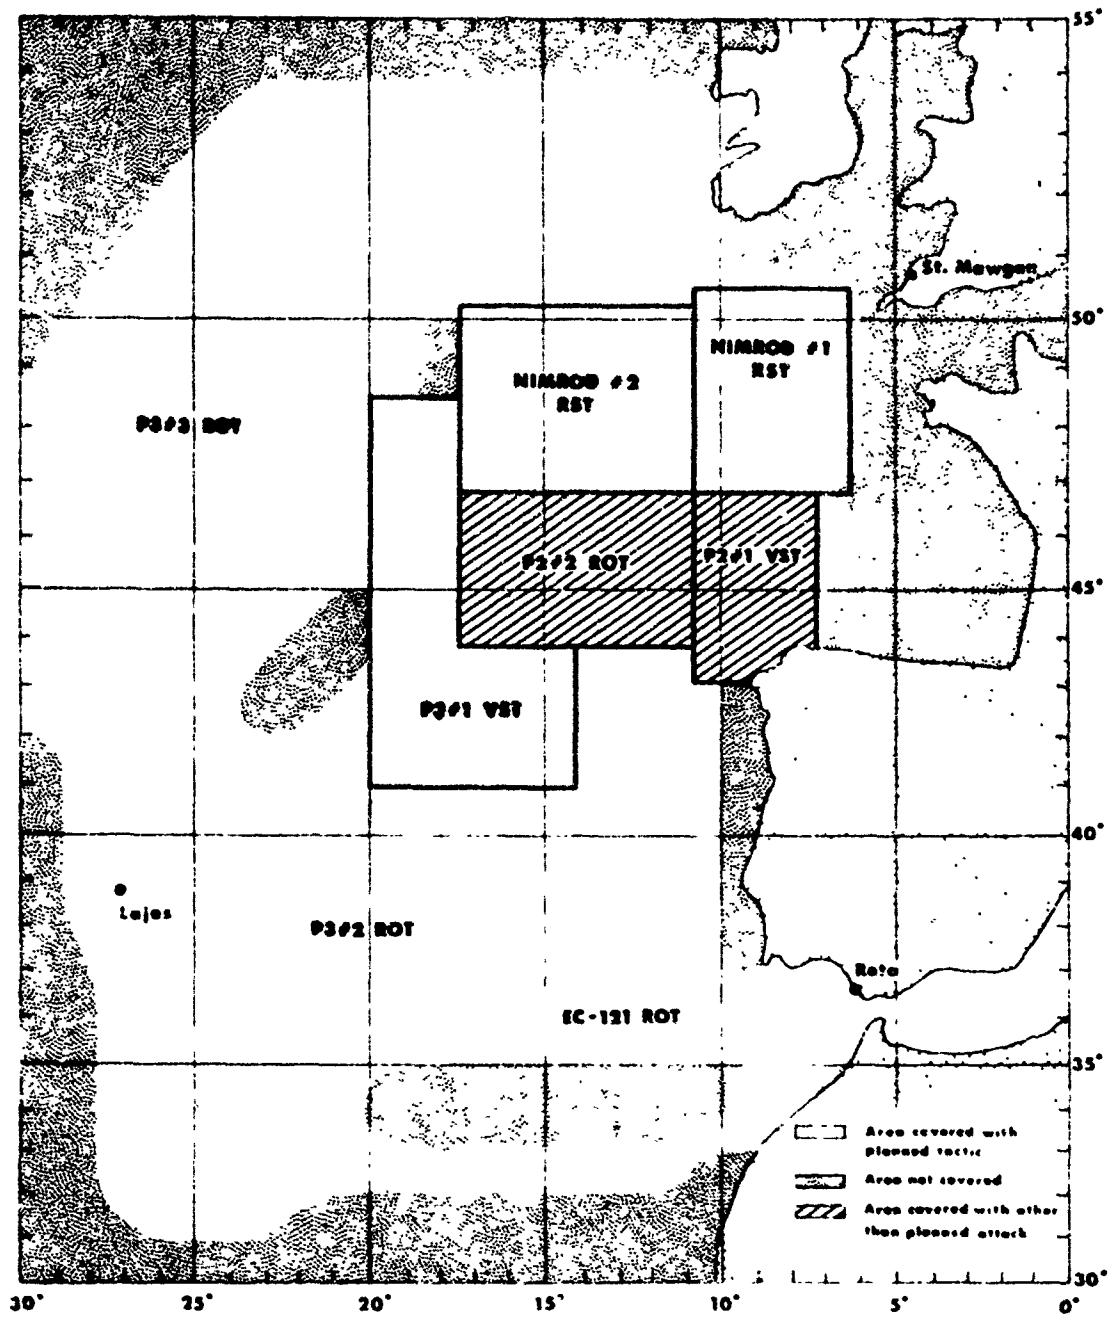 55°
St. Mawgan
50°
NIMROD #1
RST
NIMROD #2
RST
P3#3 ROT
P2#2 ROT
P2#1 VST
45°
P3#1 VST
40°
Lajes
P3#2 ROT
Rota
EC-121 ROT
35°
Area covered with
planned tactic
Area not covered
Area covered with other
than planned attack
30°
30°
25°
20°
15°
10°
5°
0°